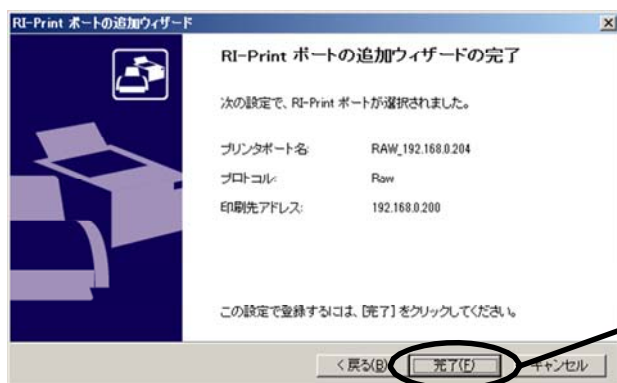 RI-Print ポートの追加ウィザード
RI-Print ポートの追加ウィザードの完了
次の設定で、RI-Print ポートが選択されました。
プリンタポート名: RAW_192.168.0.204
プロトコル: Raw
印刷先アドレス: 192.168.0.200
この設定で登録するには、[完了] をクリックしてください。
< 戻る(B) 完了(F) キャンセル